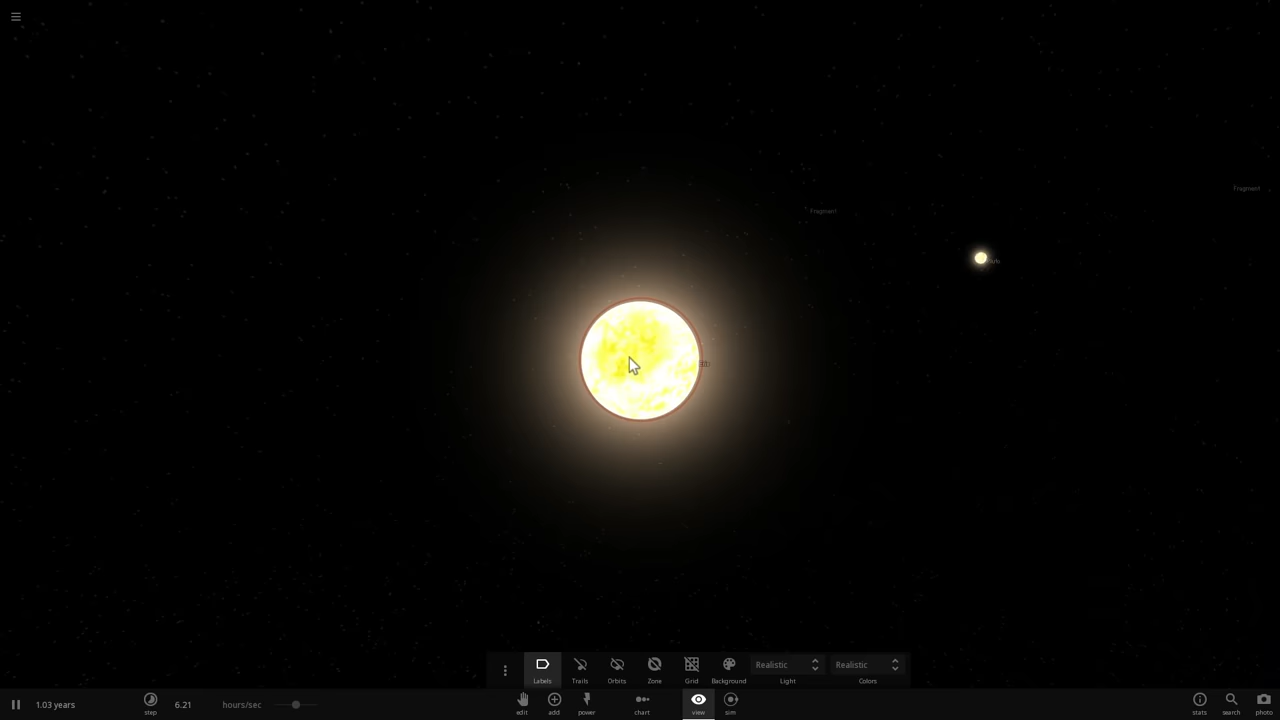 Fragment
Fragment
Labels
Trails
Orbits
Zone
Grid
Background
Realistic
Light
Realistic
Colors
1.03 years
step
6.21
hours/sec
edit
add
power
chart
view
sim
stats
search
photo